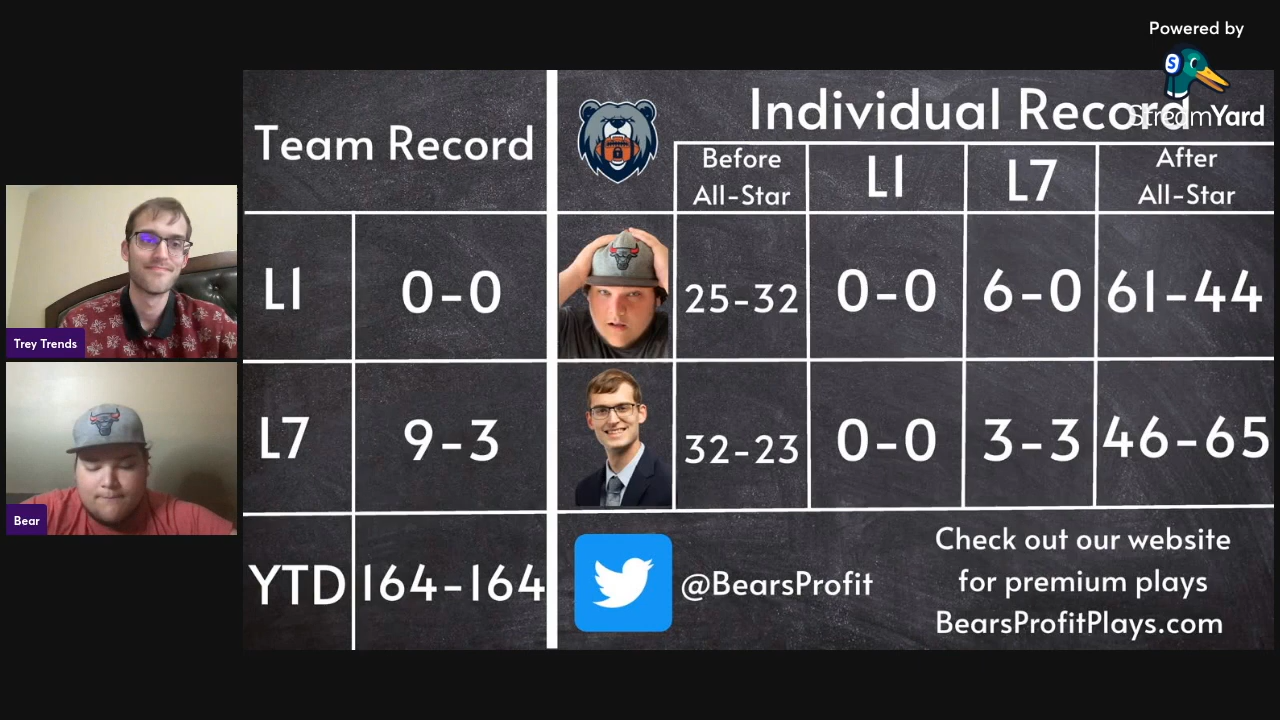 Powered by
StreamYard
Team Record
Individual Record
Before
All-Star
L1
L7
After
All-Star
L1
0-0
25-32
0-0
6-0
61-44
L7
9-3
32-23
0-0
3-3
46-65
YTD
164-164
@BearsProfit
Check out our website
for premium plays
BearsProfitPlays.com
Trey Trends
Bear
S